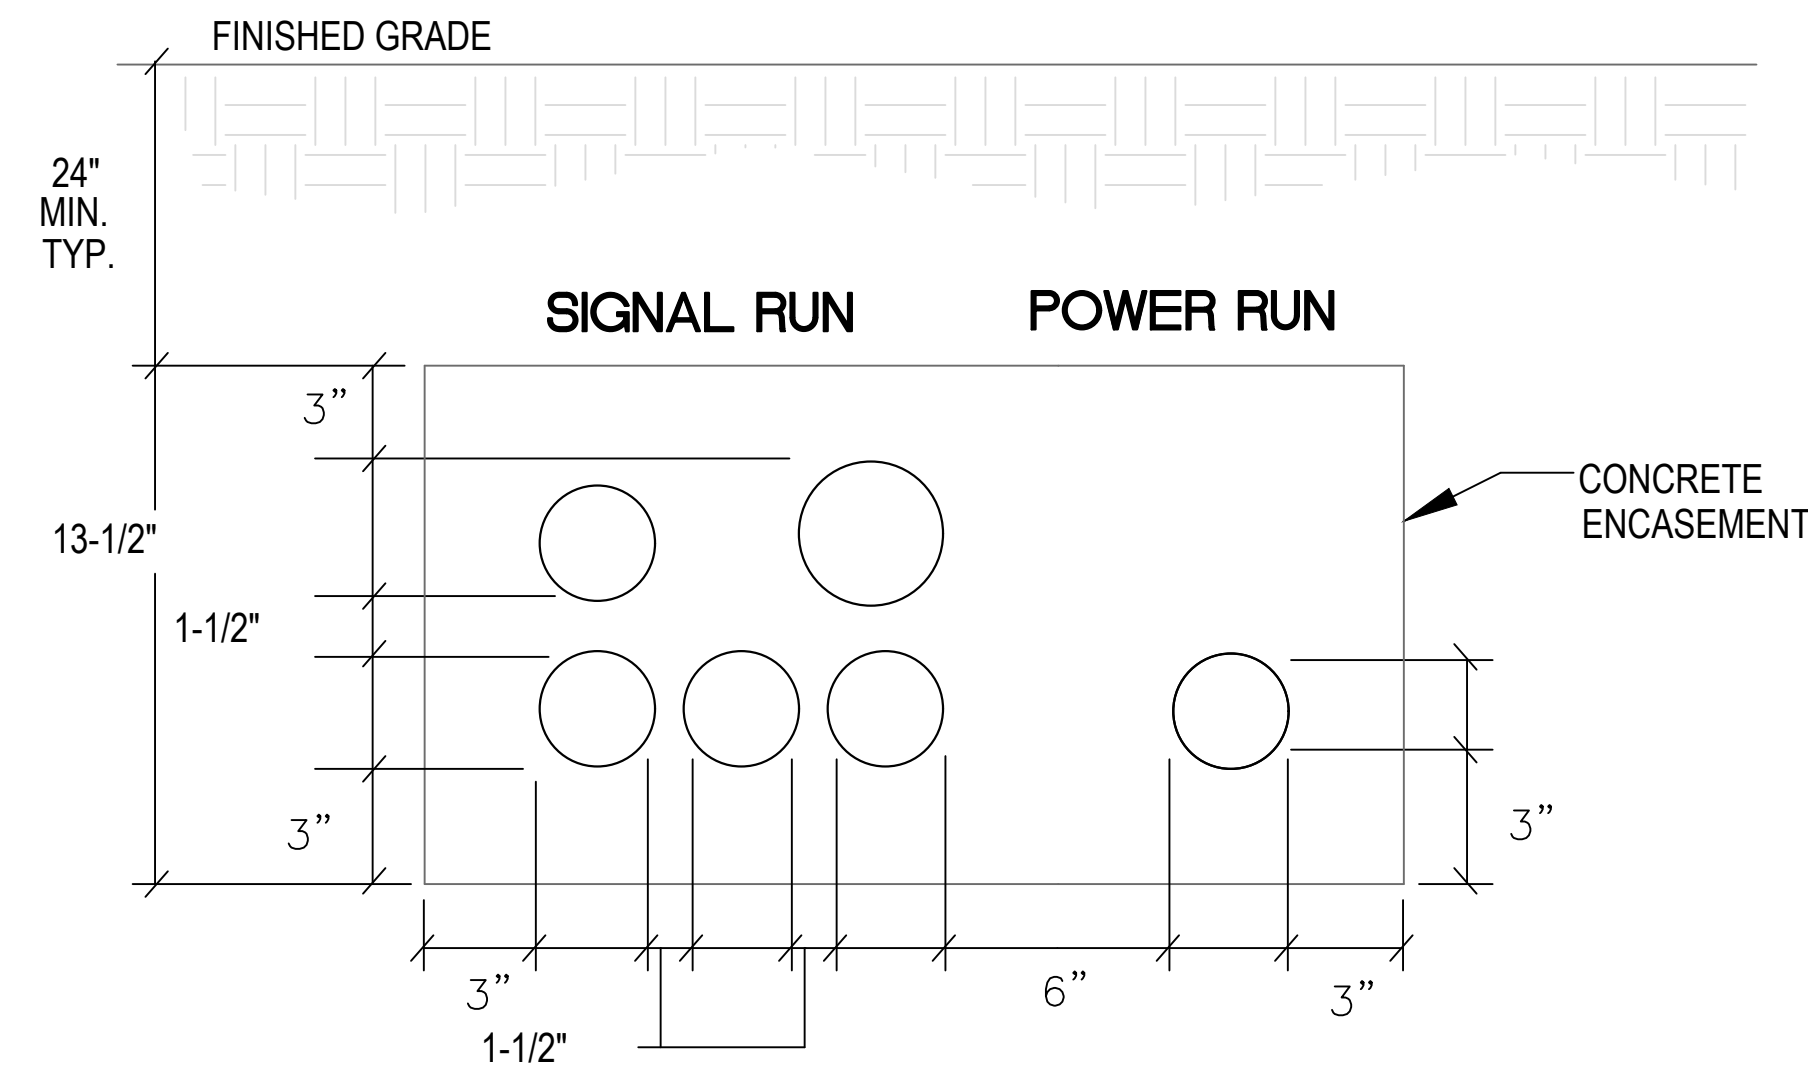 FINISHED GRADE
24"
MIN.
TYP.
SIGNAL RUN
POWER RUN
3”
CONCRETE
ENCASEMENT
13-1/2"
1-1/2"
3”
3”
3”
6”
3”
1-1/2"